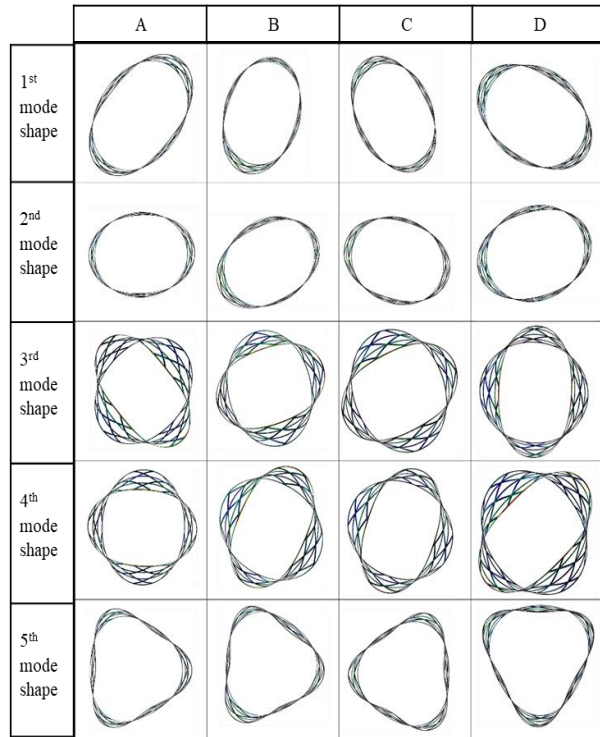 A B C D
1st
mode
shape
2nd
mode
shape
3rd
mode
shape
4th
mode
shape
5th
mode
shape